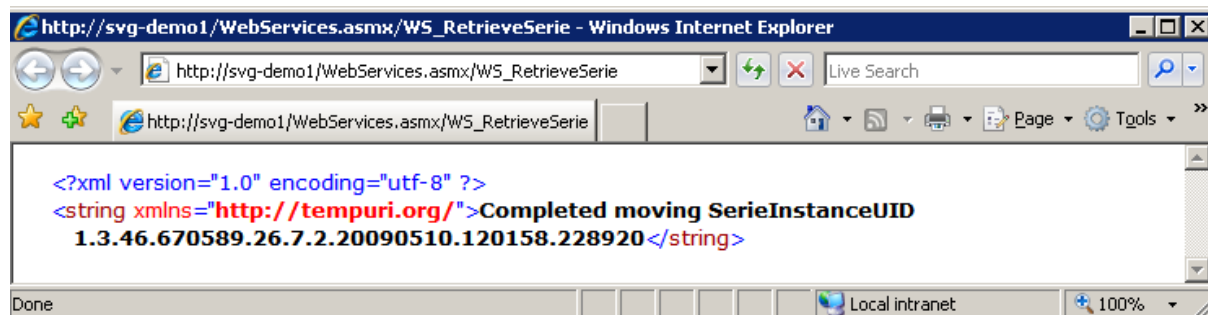 http://svg-demo1/WebServices.asmx/WS_RetrieveSerie - Windows Internet Explorer
http://svg-demo1/WebServices.asmx/WS_RetrieveSerie
Live Search
http://svg-demo1/WebServices.asmx/WS_RetrieveSerie
Page
Tools
<?xml version="1.0" encoding="utf-8" ?>
<string xmlns="http://tempuri.org/">Completed moving SerieInstanceUID
1.3.46.670589.26.7.2.20090510.120158.228920</string>
Done
Local intranet
100%